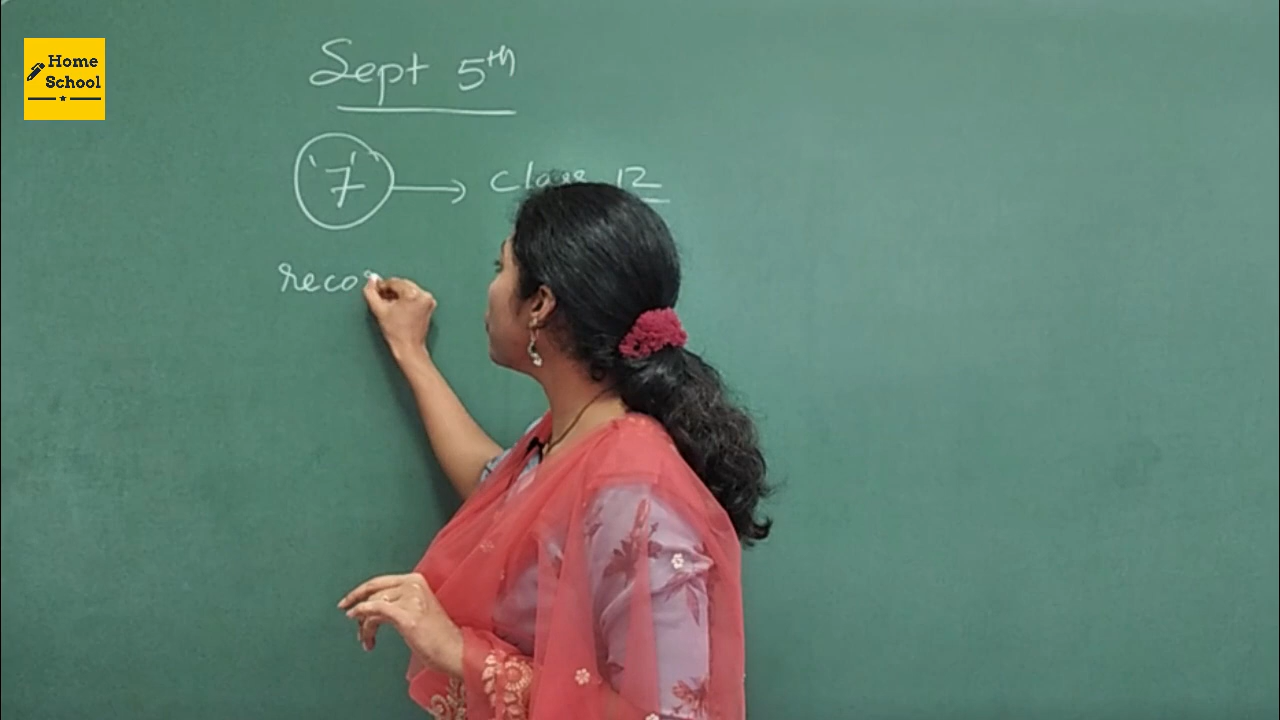 Home
School
Sept 5th
'7' → class 12
reco